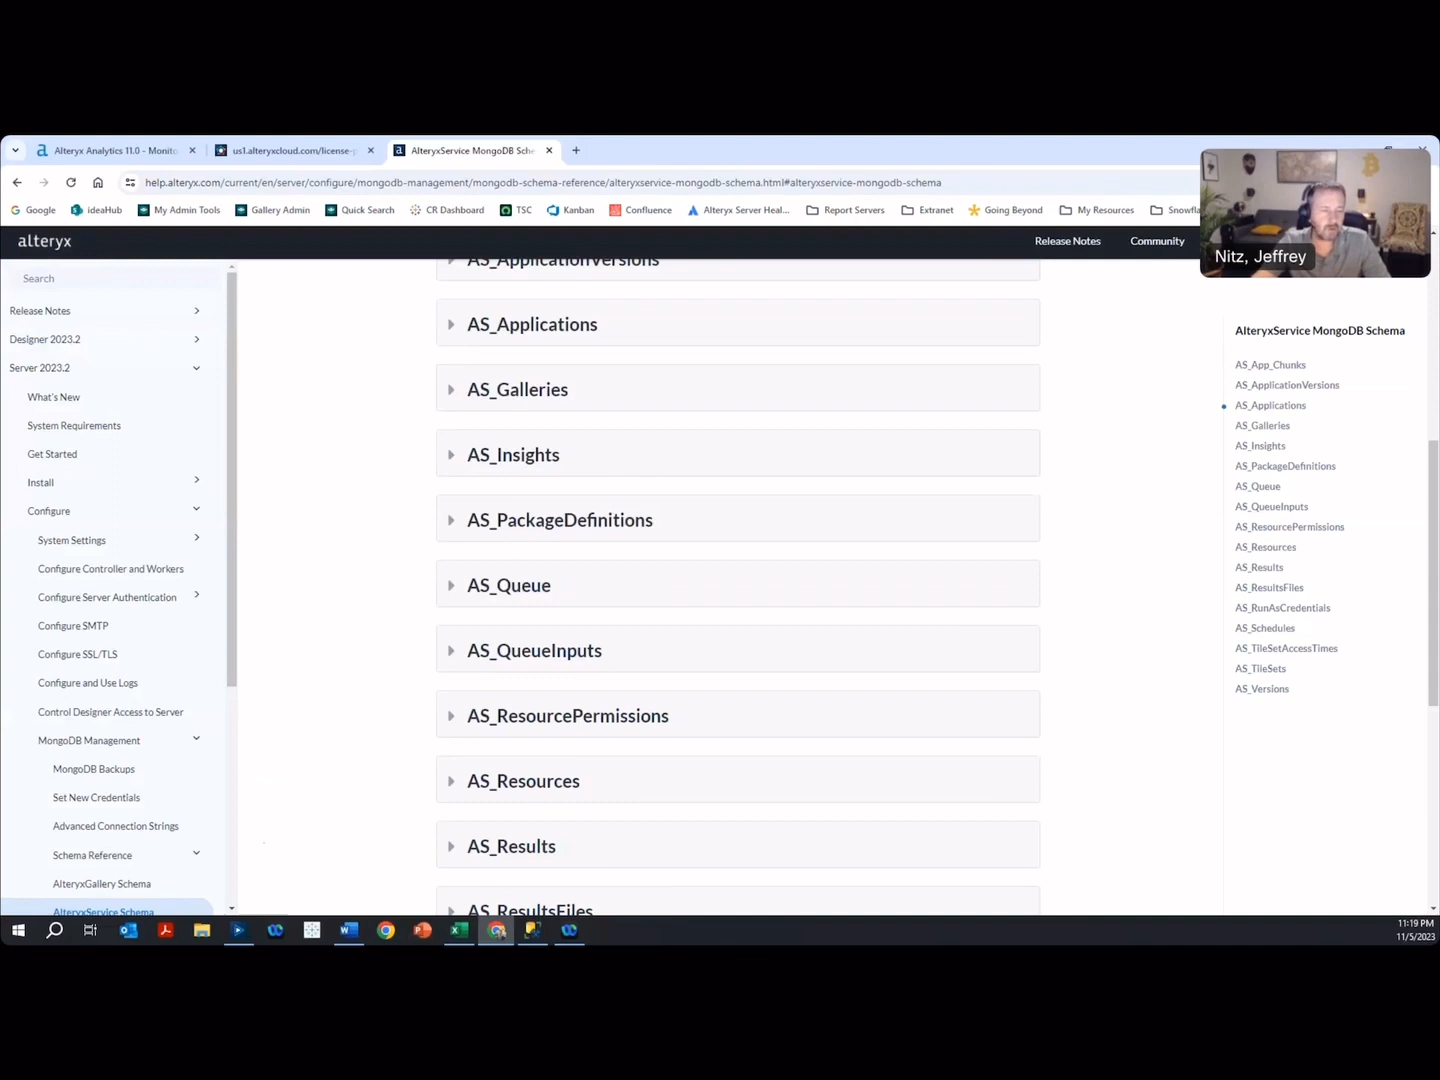 Alteryx Analytics 11.0 - Monito
us1.alteryxcloud.com/license-p
AlteryxService MongoDB Sche
help.alteryx.com/current/en/server/configure/mongodb-management/mongodb-schema-reference/alteryxservice-mongodb-schema.html#alteryxservice-mongodb-schema
Google
ideaHub
My Admin Tools
Gallery Admin
Quick Search
CR Dashboard
TSC
Kanban
Confluence
Alteryx Server Heal...
Report Servers
Extranet
Going Beyond
My Resources
Snowfla
Nitz, Jeffrey
alteryx
Release Notes
Community
Search
Release Notes
Designer 2023.2
Server 2023.2
What's New
System Requirements
Get Started
Install
Configure
System Settings
Configure Controller and Workers
Configure Server Authentication
Configure SMTP
Configure SSL/TLS
Configure and Use Logs
Control Designer Access to Server
MongoDB Management
MongoDB Backups
Set New Credentials
Advanced Connection Strings
Schema Reference
AlteryxGallery Schema
AlteryxService Schema
AS_ApplicationVersions
AS_Applications
AS_Galleries
AS_Insights
AS_PackageDefinitions
AS_Queue
AS_QueueInputs
AS_ResourcePermissions
AS_Resources
AS_Results
AS_ResultsFiles
AlteryxService MongoDB Schema
AS_App_Chunks
AS_ApplicationVersions
AS_Applications
AS_Galleries
AS_Insights
AS_PackageDefinitions
AS_Queue
AS_QueueInputs
AS_ResourcePermissions
AS_Resources
AS_Results
AS_ResultsFiles
AS_RunAsCredentials
AS_Schedules
AS_TileSetAccessTimes
AS_TileSets
AS_Versions
11:19 PM
11/5/2023